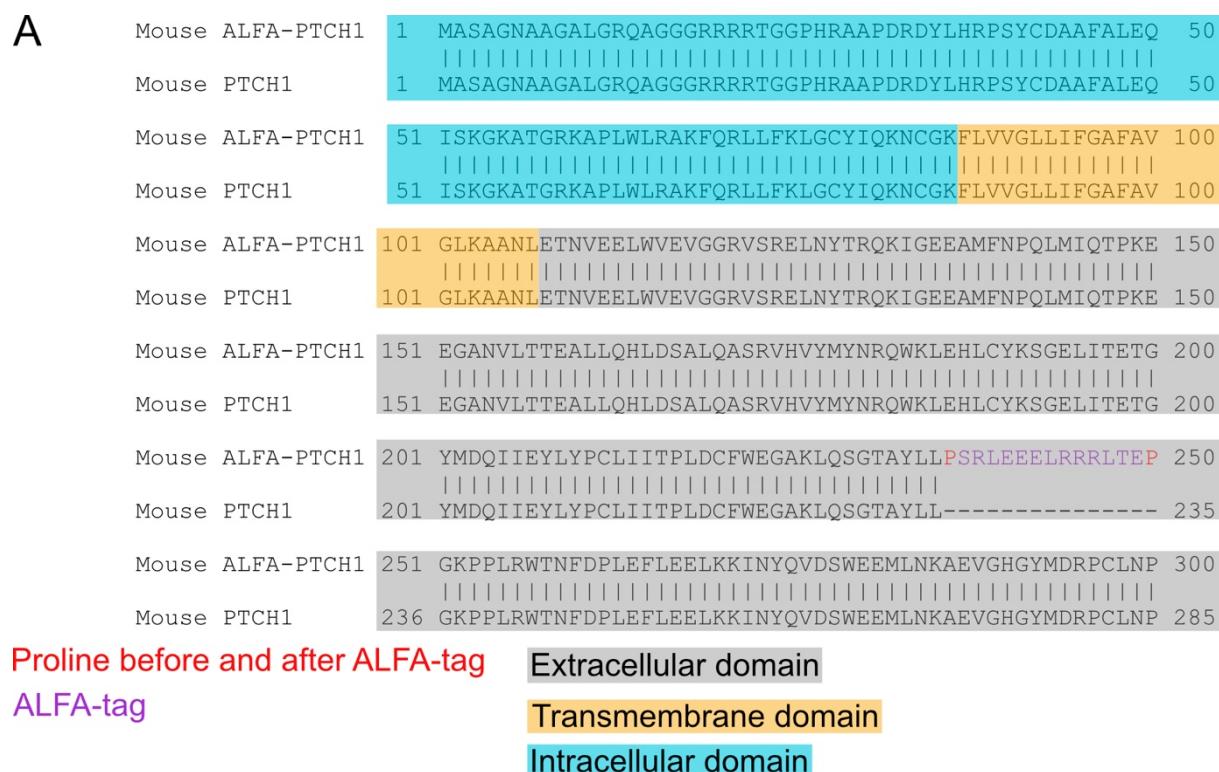 A
Mouse ALFA-PTCH1 1 MASAGNAAGALGRQAGGGRRRRTGGPHRAAPDRDYLHRPSYCDAAFALEQ 50
||||||||||||||||||||||||||||||||||||||||||||||||||
Mouse PTCH1 1 MASAGNAAGALGRQAGGGRRRRTGGPHRAAPDRDYLHRPSYCDAAFALEQ 50
Mouse ALFA-PTCH1 51 ISKGKATGRKAPLWLRAKFQRLLFKLGCYIQKNCGKFLVVGLLIFGAFAV 100
||||||||||||||||||||||||||||||||||||||||||||||||||
Mouse PTCH1 51 ISKGKATGRKAPLWLRAKFQRLLFKLGCYIQKNCGKFLVVGLLIFGAFAV 100
Mouse ALFA-PTCH1 101 GLKAANLETNVEELWVEVGGRVSRELNYTRQKIGEEAMFNPQLMIQTPKE 150
||||||||||||||||||||||||||||||||||||||||||||||||||
Mouse PTCH1 101 GLKAANLETNVEELWVEVGGRVSRELNYTRQKIGEEAMFNPQLMIQTPKE 150
Mouse ALFA-PTCH1 151 EGANVLTTEALLQHLDSALQASRVHVYMYNRQWKLEHLCYKSGELITETG 200
||||||||||||||||||||||||||||||||||||||||||||||||||
Mouse PTCH1 151 EGANVLTTEALLQHLDSALQASRVHVYMYNRQWKLEHLCYKSGELITETG 200
Mouse ALFA-PTCH1 201 YMDQIIEYLYPCLIITPLDCFWEGAKLQSGTAYLLPSRLEEELRRRLTEP 250
|||||||||||||||||||||||||||||||||||
Mouse PTCH1 201 YMDQIIEYLYPCLIITPLDCFWEGAKLQSGTAYLL--------------- 235
Mouse ALFA-PTCH1 251 GKPPLRWTNFDPLEFLEELKKINYQVDSWEEMLNKAEVGHGYMDRPCLNP 300
||||||||||||||||||||||||||||||||||||||||||||||||||
Mouse PTCH1 236 GKPPLRWTNFDPLEFLEELKKINYQVDSWEEMLNKAEVGHGYMDRPCLNP 285
Proline before and after ALFA-tag
ALFA-tag
Extracellular domain
Transmembrane domain
Intracellular domain